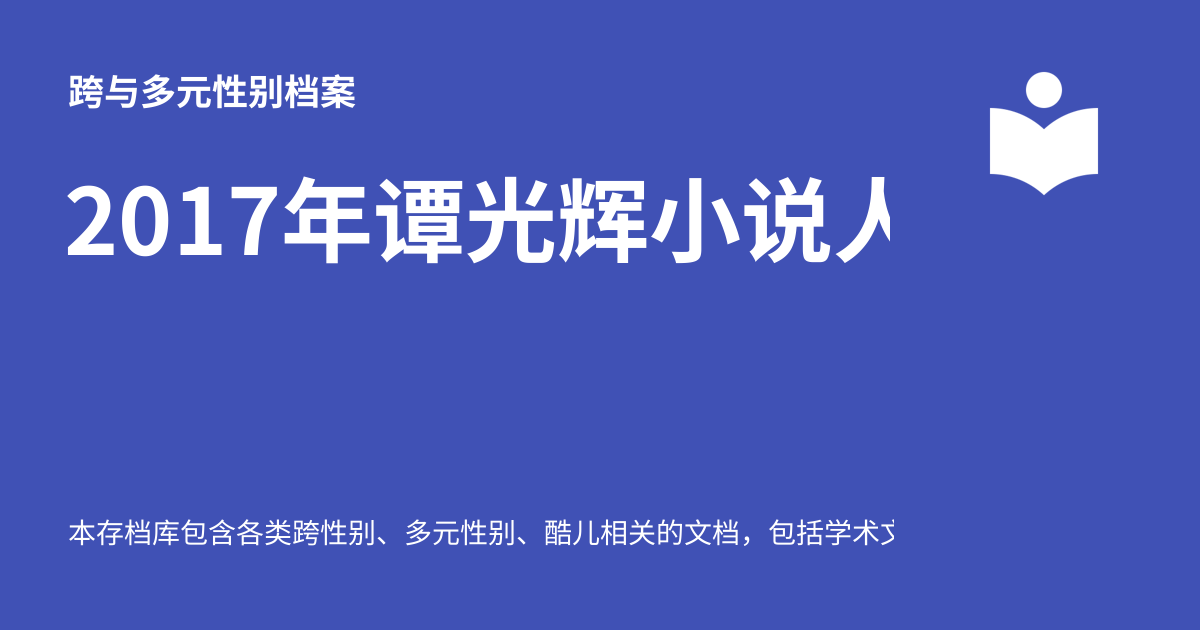 跨与多元性别档案
2017年谭光辉小说人
本存档库包含各类跨性别、多元性别、酷儿相关的文档，包括学术文